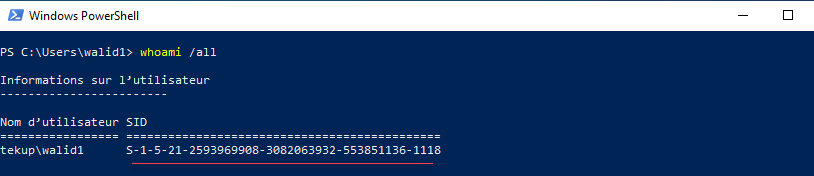 Windows PowerShell
PS C:\Users\walid1> whoami /all
Informations sur l’utilisateur
------------------------
Nom d’utilisateur SID
================= =============================================
tekup\walid1 S-1-5-21-2593969908-3082063932-553851136-1118